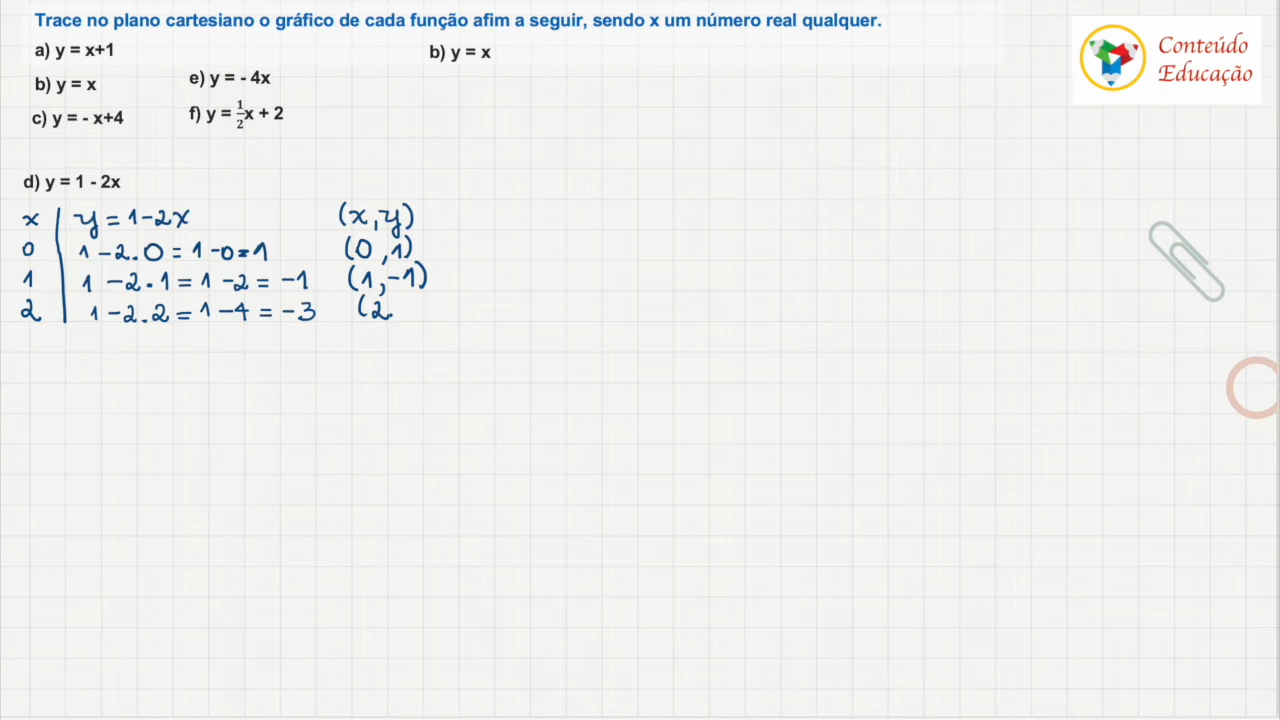 Trace no plano cartesiano o gráfico de cada função afim a seguir, sendo x um número real qualquer.
a) y = x+1
b) y = x
b) y = x
e) y = - 4x
c) y = - x+4
f) y = 1/2x + 2
Conteúdo
Educação
d) y = 1 - 2x
x | y = 1-2x (x,y)
0 | 1-2.0 = 1-0=1 (0,1)
1 | 1-2.1 = 1-2 = -1 (1,-1)
2 | 1-2.2 = 1-4 = -3 (2,